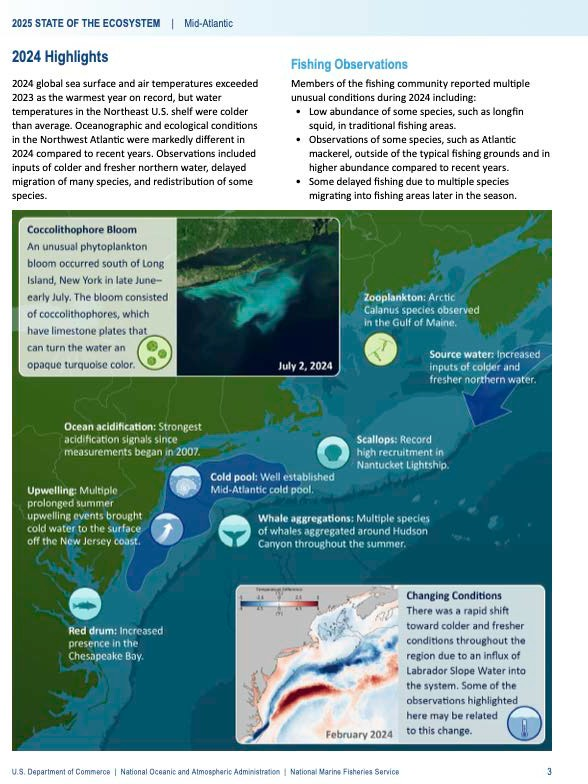 2025 STATE OF THE ECOSYSTEM | Mid-Atlantic
2024 Highlights
2024 global sea surface and air temperatures exceeded
2023 as the warmest year on record, but water
temperatures in the Northeast U.S. shelf were colder
than average. Oceanographic and ecological conditions
in the Northwest Atlantic were markedly different in
2024 compared to recent years. Observations included
inputs of colder and fresher northern water, delayed
migration of many species, and redistribution of some
species.
Fishing Observations
Members of the fishing community reported multiple
unusual conditions during 2024 including:
• Low abundance of some species, such as longfin
squid, in traditional fishing areas.
• Observations of some species, such as Atlantic
mackerel, outside of the typical fishing grounds and in
higher abundance compared to recent years.
• Some delayed fishing due to multiple species
migrating into fishing areas later in the season.
Coccolithophore Bloom
An unusual phytoplankton
bloom occurred south of Long
Island, New York in late June–
early July. The bloom consisted
of coccolithophores, which
have limestone plates that
can turn the water an
opaque turquoise color.
July 2, 2024
Zooplankton: Arctic
Calanus species observed
in the Gulf of Maine.
Source water: Increased
inputs of colder and
fresher northern water.
Ocean acidification: Strongest
acidification signals since
measurements began in 2007.
Scallops: Record
high recruitment in
Nantucket Lightship.
Cold pool: Well established
Mid-Atlantic cold pool.
Upwelling: Multiple
prolonged summer
upwelling events brought
cold water to the surface
off the New Jersey coast.
Whale aggregations: Multiple species
of whales aggregated around Hudson
Canyon throughout the summer.
Red drum: Increased
presence in the
Chesapeake Bay.
Temperature Difference
February 2024
Changing Conditions
There was a rapid shift
toward colder and fresher
conditions throughout the
region due to an influx of
Labrador Slope Water into
the system. Some of the
observations highlighted
here may be related
to this change.
U.S. Department of Commerce | National Oceanic and Atmospheric Administration | National Marine Fisheries Service
3